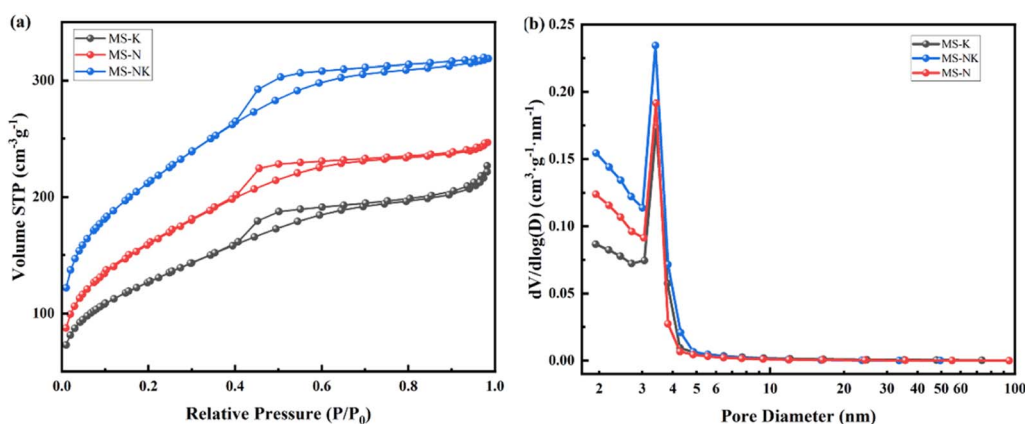 (a)
MS-K
MS-N
MS-NK
300
200
100
Volume STP (cm⁻³g⁻¹)
0.0 0.2 0.4 0.6 0.8 1.0
Relative Pressure (P/P₀)
(b)
MS-K
MS-NK
MS-N
0.25
0.20
0.15
0.10
0.05
0.00
dV/dlog(D) (cm³·g⁻¹·nm⁻¹)
2 3 4 5 6 10 20 30 40 50 60 100
Pore Diameter (nm)